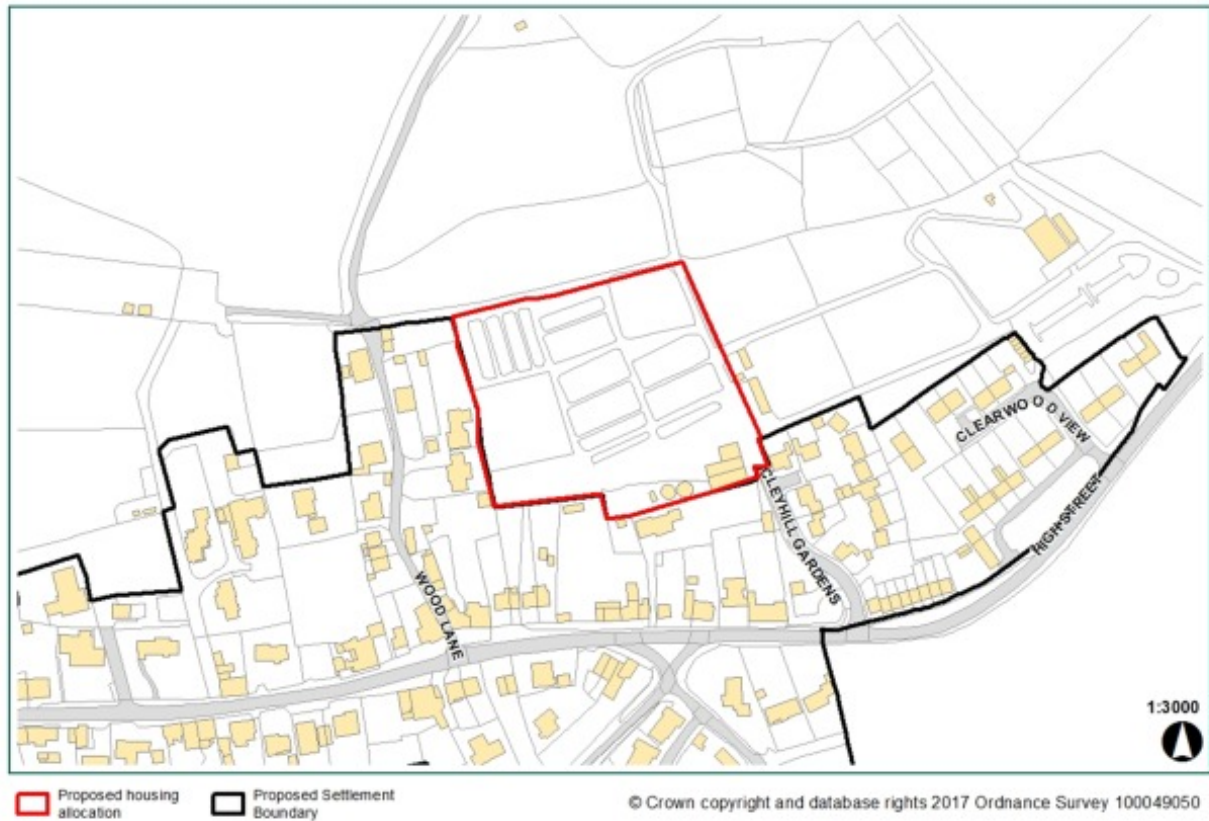 CLEARWOOD VIEW
HIGH STREET
CLEYHILL GARDENS
WOOD LANE
1:3000
Proposed housing
allocation
Proposed Settlement
Boundary
© Crown copyright and database rights 2017 Ordnance Survey 100049050